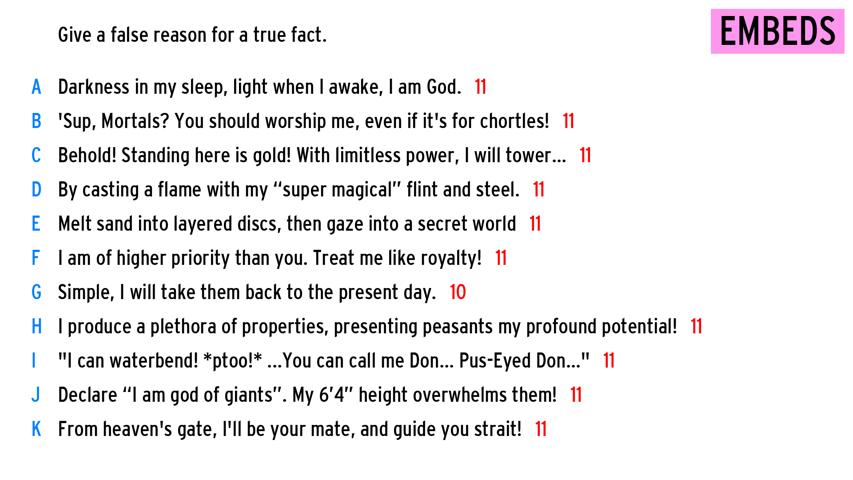 Give a false reason for a true fact.
EMBEDS
A Darkness in my sleep, light when I awake, I am God. 11
B 'Sup, Mortals? You should worship me, even if it's for chortles! 11
C Behold! Standing here is gold! With limitless power, I will tower... 11
D By casting a flame with my “super magical” flint and steel. 11
E Melt sand into layered discs, then gaze into a secret world 11
F I am of higher priority than you. Treat me like royalty! 11
G Simple, I will take them back to the present day. 10
H I produce a plethora of properties, presenting peasants my profound potential! 11
I "I can waterbend! *ptoo!* ...You can call me Don... Pus-Eyed Don..." 11
J Declare “I am god of giants”. My 6’4” height overwhelms them! 11
K From heaven's gate, I'll be your mate, and guide you strait! 11